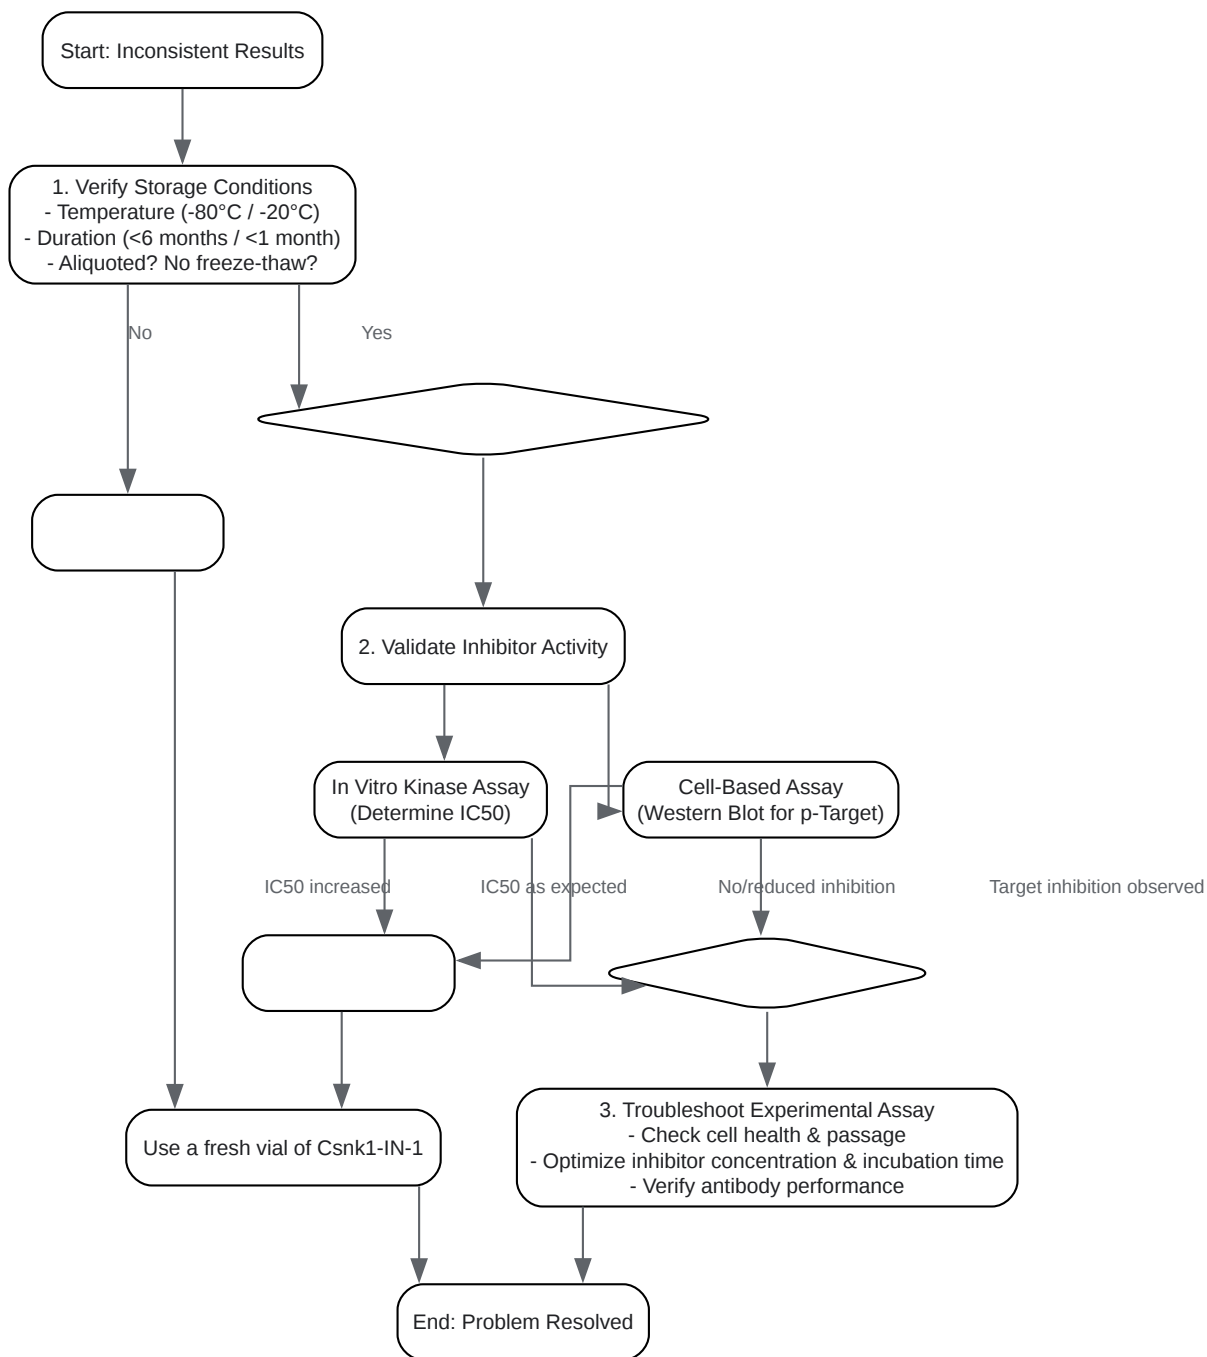 Start: Inconsistent Results
1. Verify Storage Conditions
- Temperature (-80°C / -20°C)
- Duration (<6 months / <1 month)
- Aliquoted? No freeze-thaw?
No
Yes
2. Validate Inhibitor Activity
In Vitro Kinase Assay
(Determine IC50)
Cell-Based Assay
(Western Blot for p-Target)
IC50 increased
IC50 as expected
No/reduced inhibition
Target inhibition observed
Use a fresh vial of Csnk1-IN-1
3. Troubleshoot Experimental Assay
- Check cell health & passage
- Optimize inhibitor concentration & incubation time
- Verify antibody performance
End: Problem Resolved